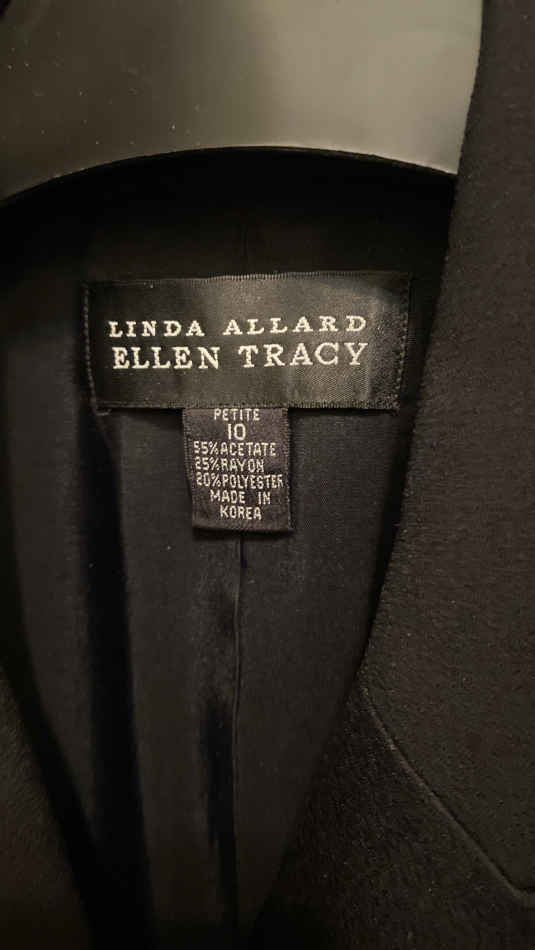 LINDA ALLARD
ELLEN TRACY
PETITE
10
55% ACETATE
25% RAYON
20% POLYESTER
MADE IN
KOREA